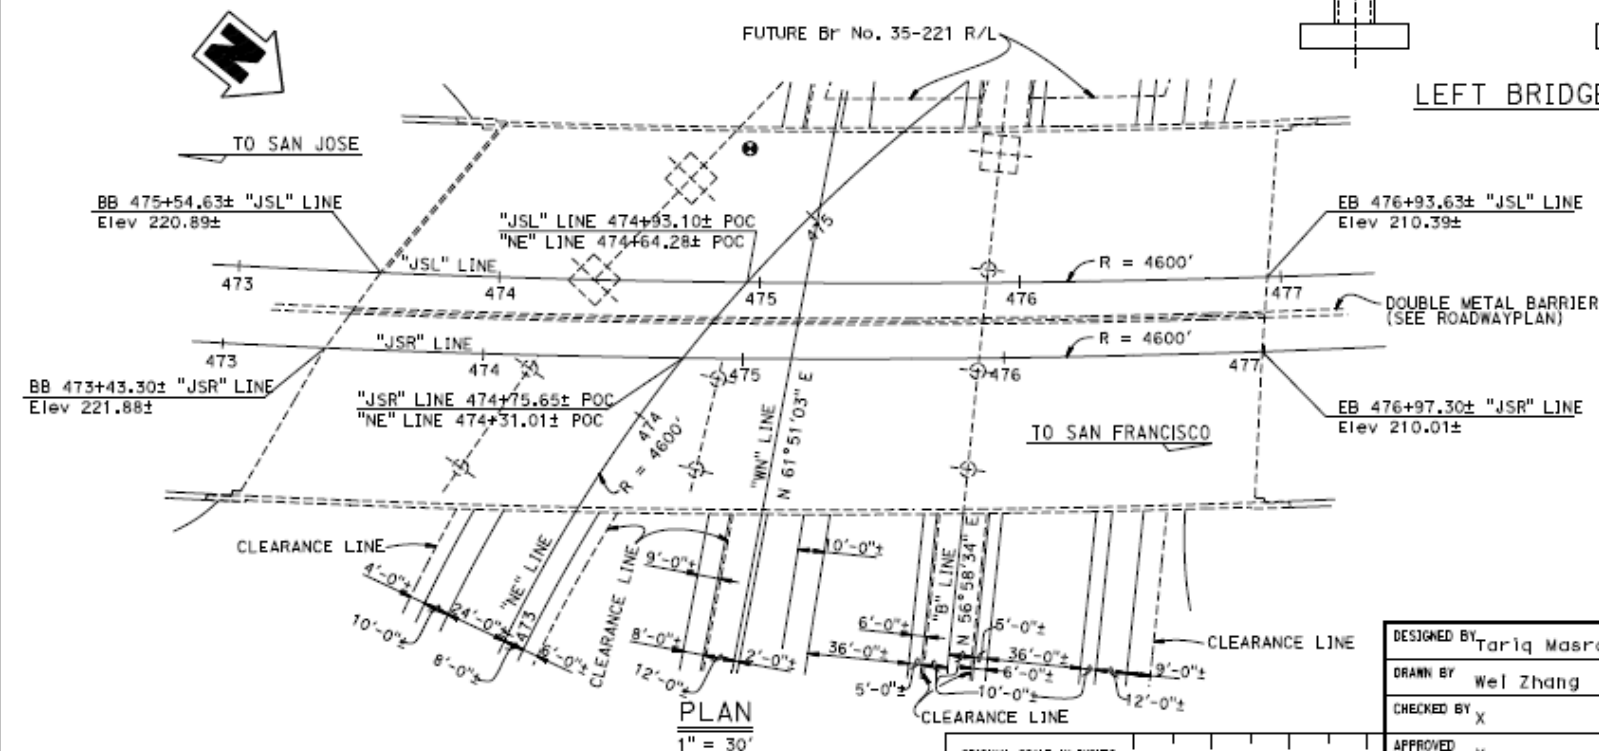 FUTURE Br No. 35-221 R/L
N
LEFT BRIDGE
TO SAN JOSE
BB 475+54.63± "JSL" LINE
Elev 220.89±
"JSL" LINE 474+93.10± POC
"NE" LINE 474+64.28± POC
475
EB 476+93.63± "JSL" LINE
Elev 210.39±
"JSL" LINE
R = 4600'
473
474
475
476
477
DOUBLE METAL BARRIER
(SEE ROADWAYPLAN)
"JSR" LINE
R = 4600'
473
474
475
476
477
BB 473+43.30± "JSR" LINE
Elev 221.88±
"JSR" LINE 474+75.65± POC
"NE" LINE 474+31.01± POC
474
R = 4600'
"WN" LINE
N 61°51'03" E
EB 476+97.30± "JSR" LINE
Elev 210.01±
TO SAN FRANCISCO
CLEARANCE LINE
"NE" LINE
473
CLEARANCE LINE
9'-0"±
10'-0"±
"B" LINE
N 56°58'34" E
4'-0"±
10'-0"±
24'-0"±
8'-0"±
6'-0"±
8'-0"±
12'-0"±
2'-0"±
36'-0"±
6'-0"±
5'-0"±
5'-0"±
36'-0"±
6'-0"±
10'-0"±
9'-0"±
12'-0"±
CLEARANCE LINE
CLEARANCE LINE
PLAN
1" = 30'
DESIGNED BY Tariq Masro
DRAWN BY Wei Zhang
CHECKED BY X
APPROVED